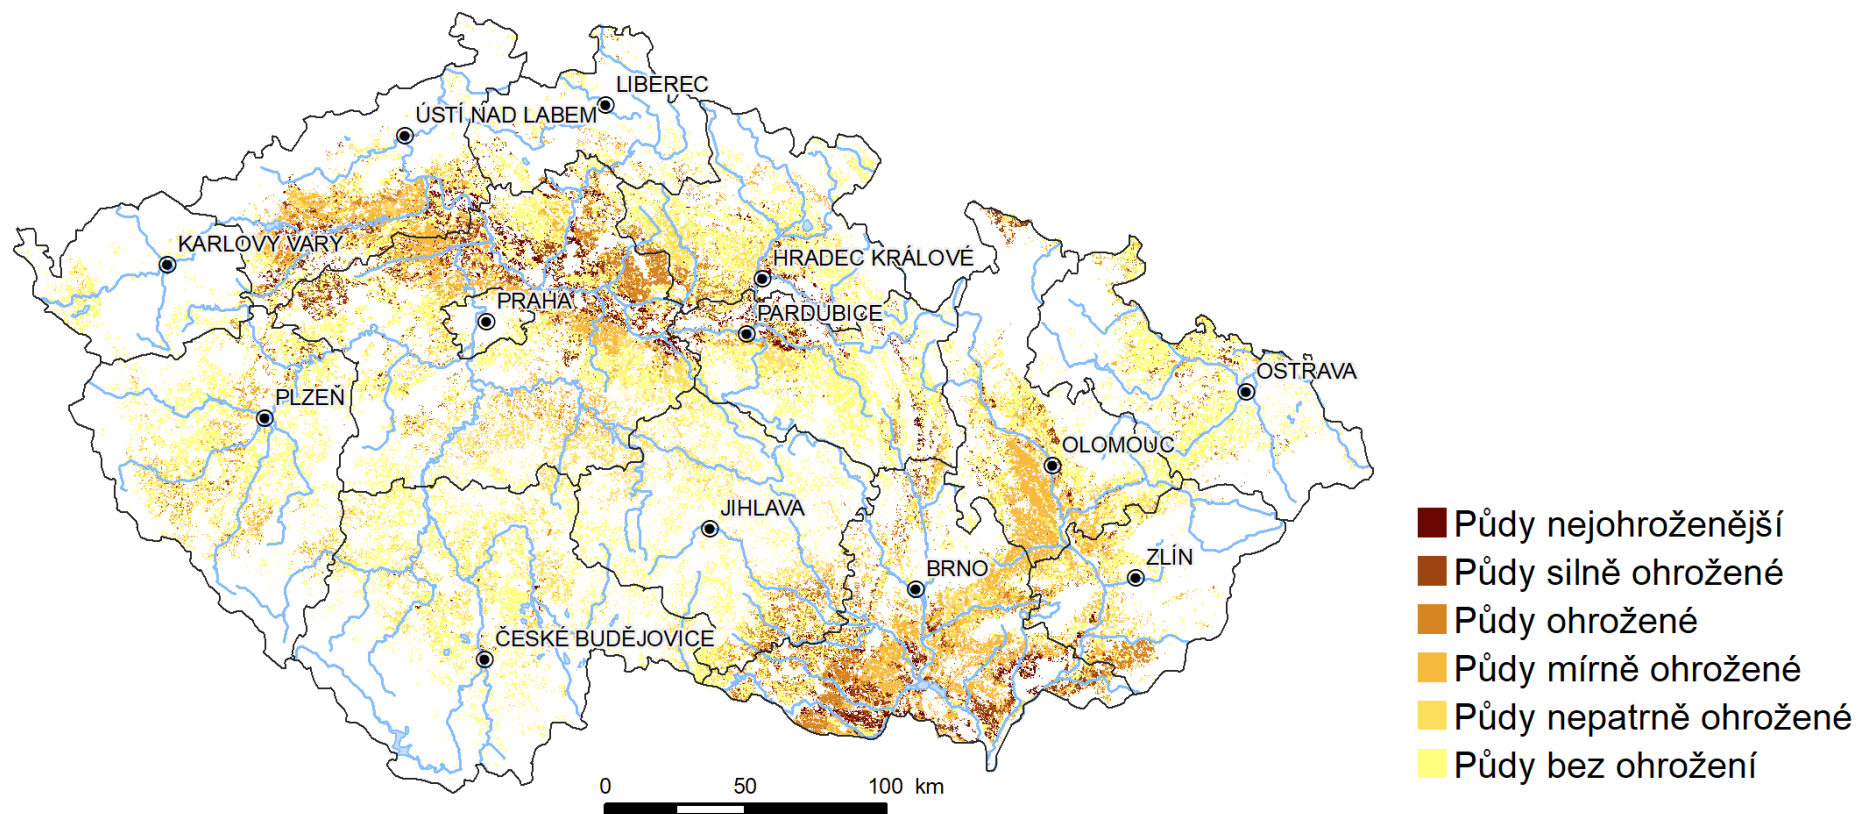 LIBEREC
ÚSTÍ NAD LABEM
KARLOVY VARY
HRADEC KRÁLOVÉ
PRAHA
PARDUBICE
OSTRAVA
PLZEŇ
OLOMOUC
JIHLAVA
ZLÍN
BRNO
ČESKÉ BUDĚJOVICE
0 50 100 km
Půdy nejohroženější
Půdy silně ohrožené
Půdy ohrožené
Půdy mírně ohrožené
Půdy nepatrně ohrožené
Půdy bez ohrožení